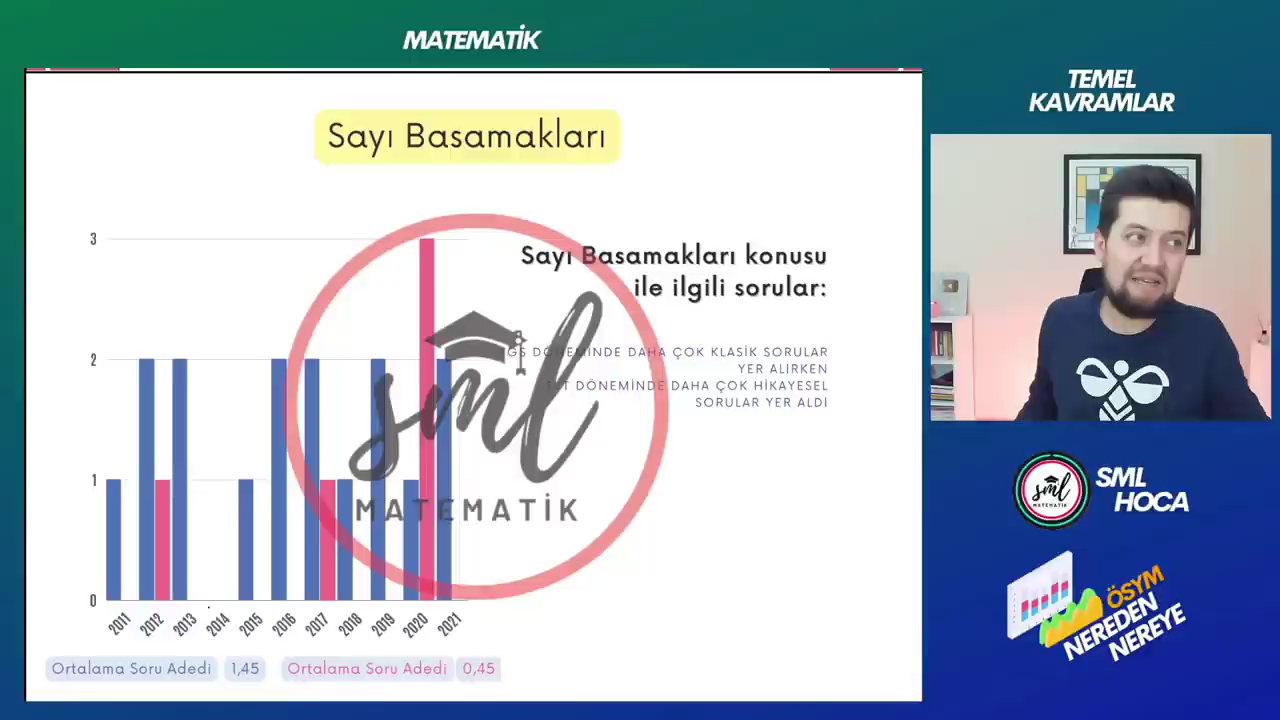 MATEMATİK
TEMEL
KAVRAMLAR
Sayı Basamakları
Sayı Basamakları konusu
ile ilgili sorular:
DÖNEMİNDE DAHA ÇOK KLASİK SORULAR
YER ALIRKEN
DÖNEMİNDE DAHA ÇOK HİKAYESEL
SORULAR YER ALDI
3
2
1
0
2011 2012 2013 2014 2015 2016 2017 2018 2019 2020 2021
Ortalama Soru Adedi 1,45 Ortalama Soru Adedi 0,45
sml
MATEMATİK
sml
MATEMATİK
SML
HOCA
ÖSYM
NEREDEN
NEREYE